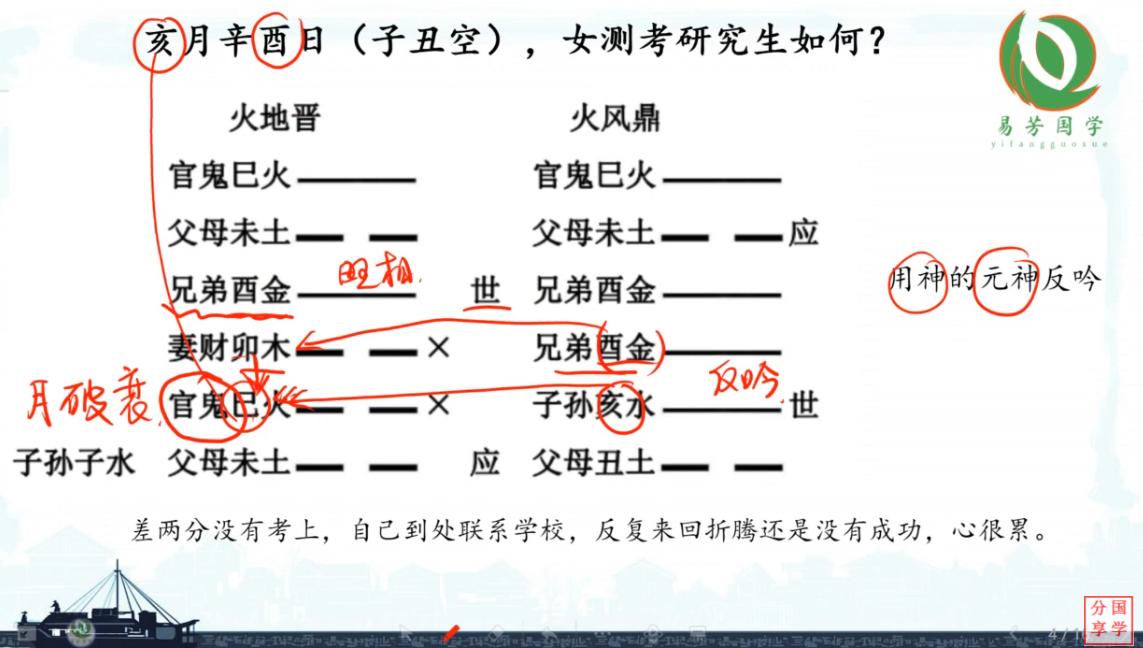 亥月辛酉日（子丑空），女测考研究生如何？
易芳国学
yifangguoxue
火地晋 火风鼎
官鬼巳火 官鬼巳火
父母未土 父母未土 应
兄弟酉金 旺相 世 兄弟酉金
用神的元神反吟
妻财卯木 × 兄弟酉金
反吟
月破衰 官鬼巳火 × 子孙亥水 世
子孙子水 父母未土 应 父母丑土
差两分没有考上，自己到处联系学校，反复来回折腾还是没有成功，心很累。
分国
享学